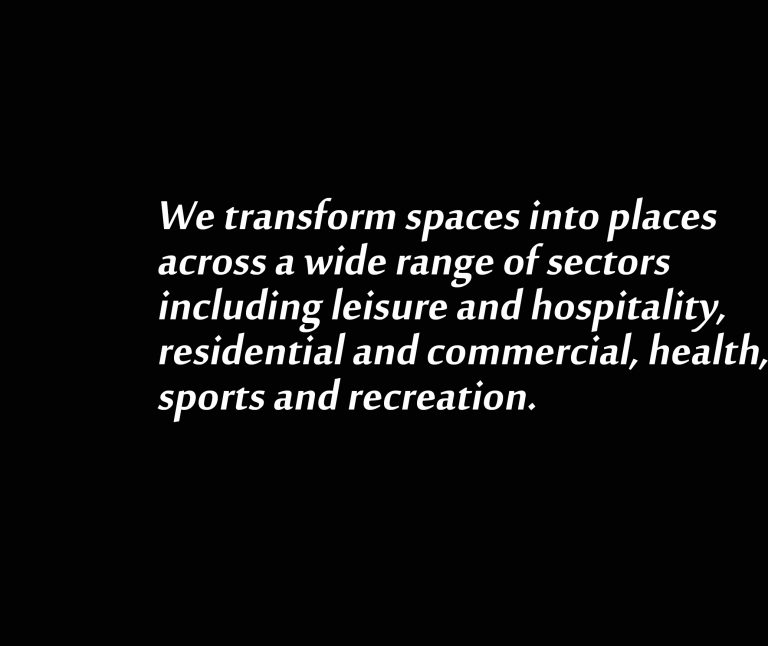 We transform spaces into places
across a wide range of sectors
including leisure and hospitality,
residential and commercial, health,
sports and recreation.